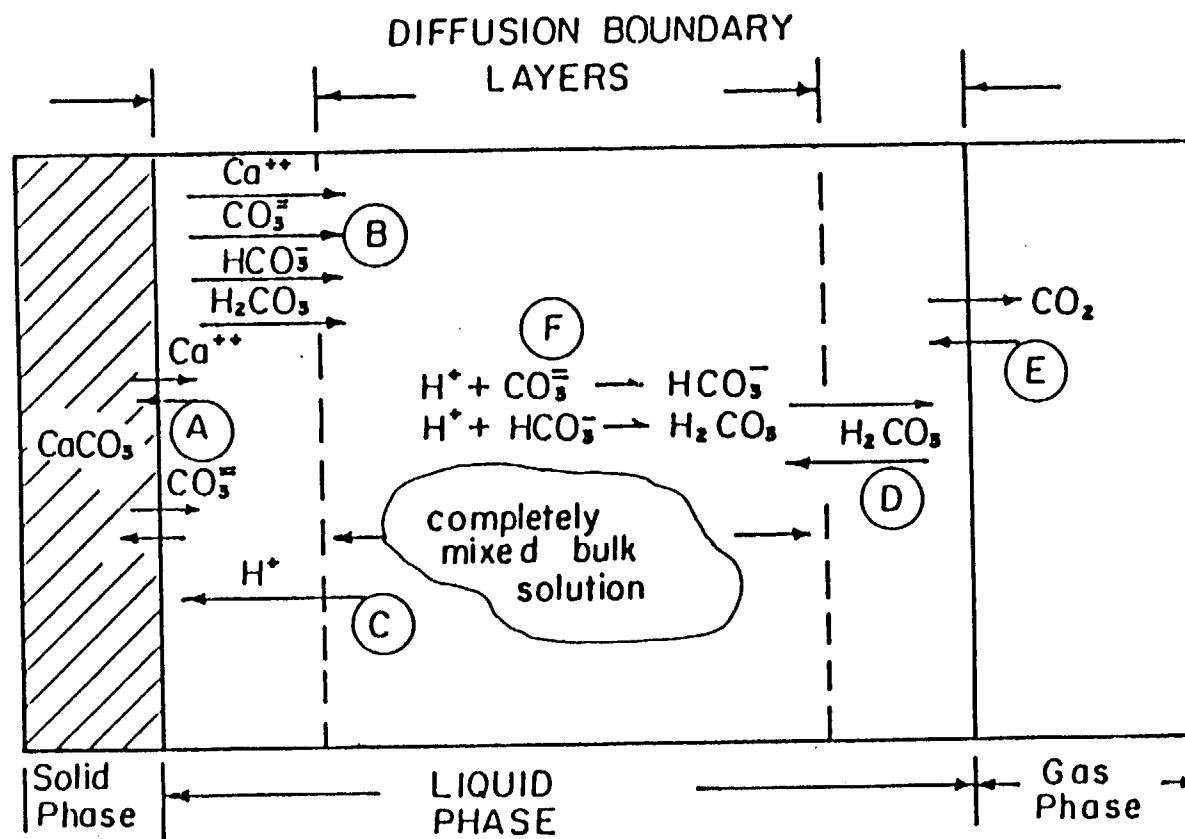 DIFFUSION BOUNDARY
LAYERS
Ca⁺⁺
CO₃⁼
B
HCO₃⁻
H₂CO₃
Ca⁺⁺
A
CaCO₃
CO₃⁼
H⁺
C
F
H⁺ + CO₃⁼ → HCO₃⁻
H⁺ + HCO₃⁻ → H₂CO₃
completely
mixed bulk
solution
H₂CO₃
D
CO₂
E
Solid
Phase
LIQUID
PHASE
Gas
Phase